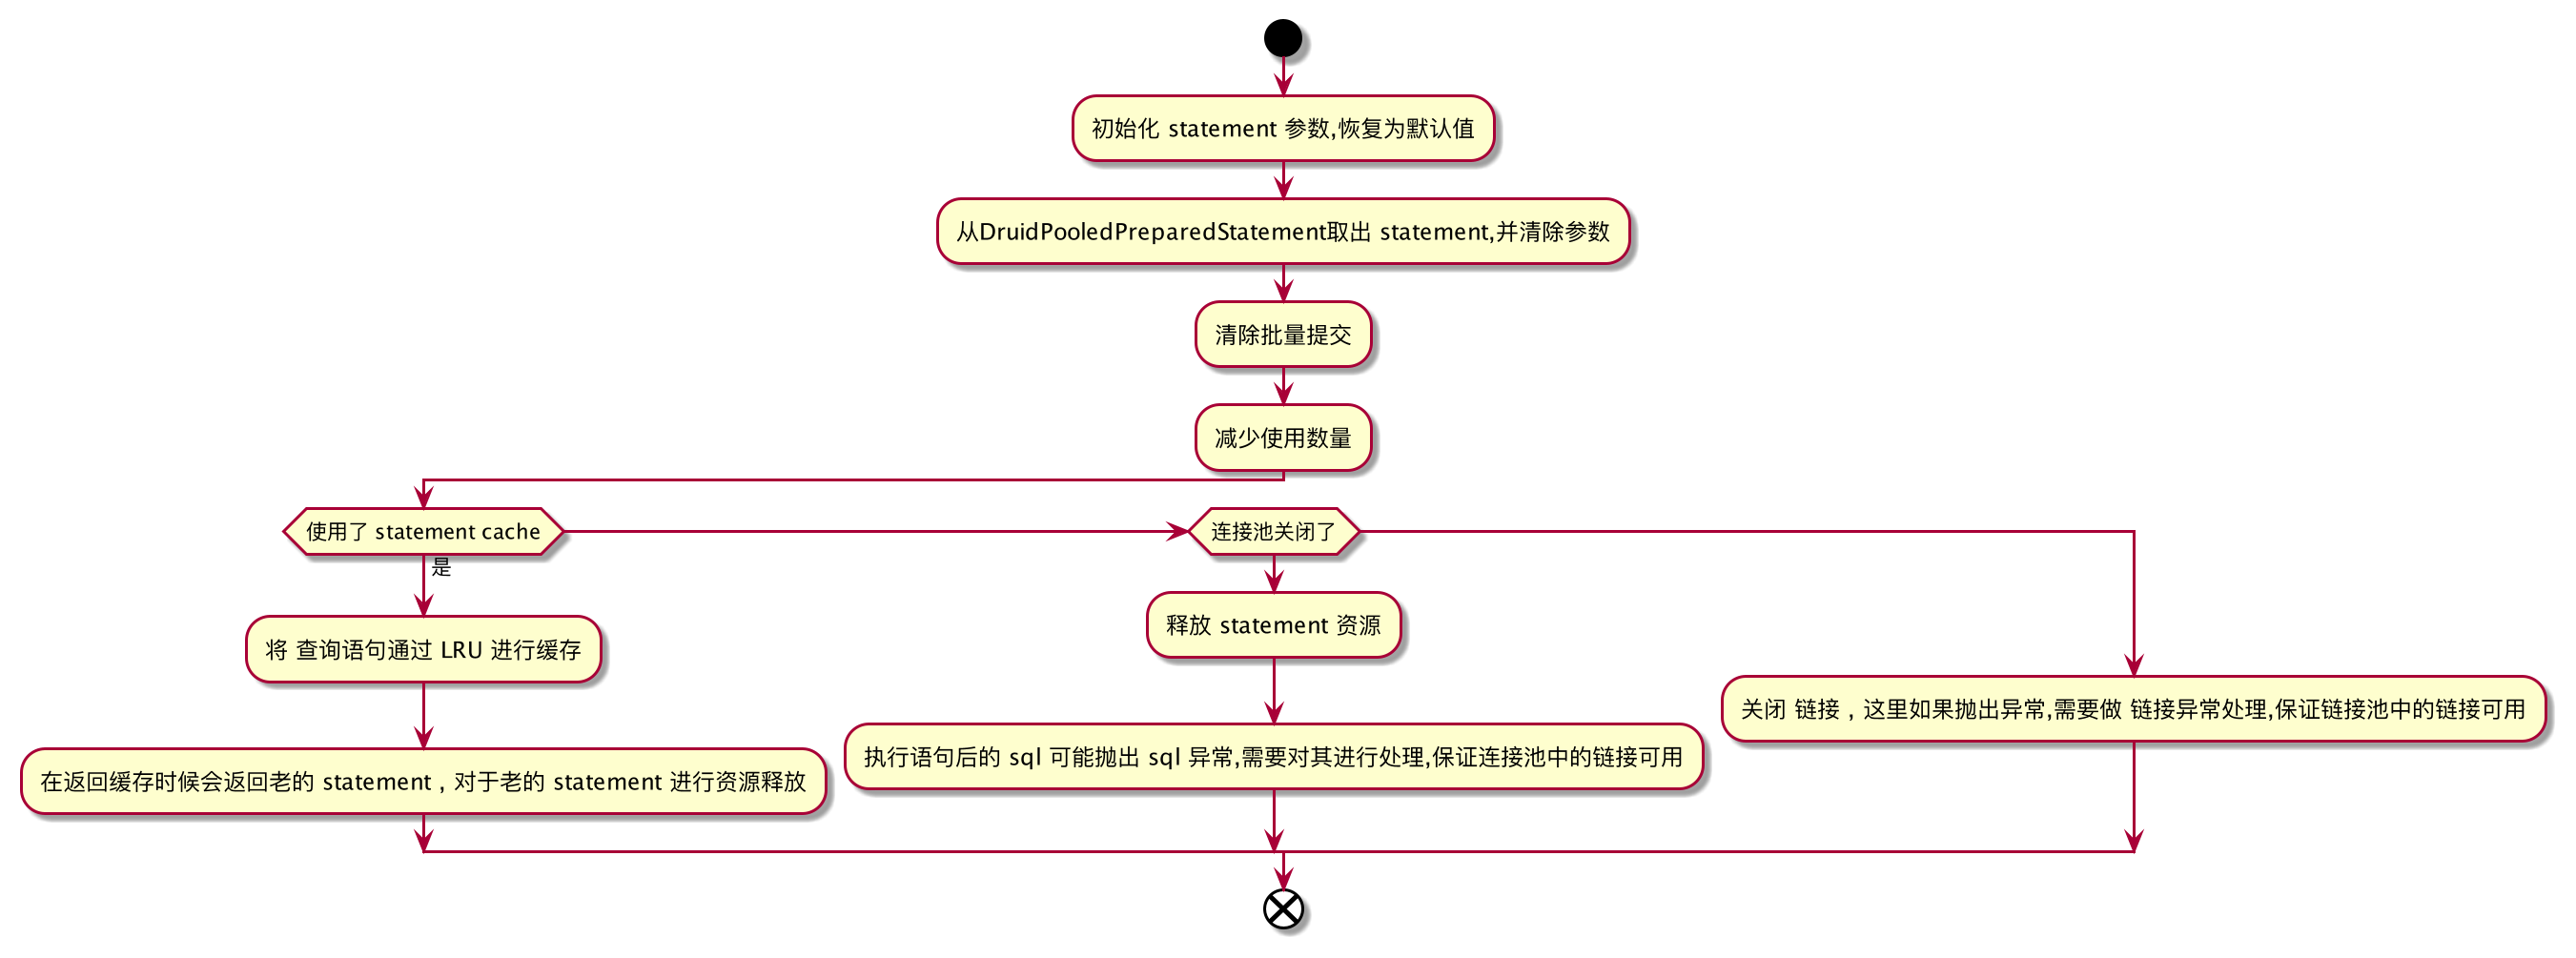 初始化 statement 参数,恢复为默认值
从DruidPooledPreparedStatement取出 statement,并清除参数
清除批量提交
减少使用数量
使用了 statement cache
连接池关闭了
是
将 查询语句通过 LRU 进行缓存
在返回缓存时候会返回老的 statement , 对于老的 statement 进行资源释放
释放 statement 资源
执行语句后的 sql 可能抛出 sql 异常,需要对其进行处理,保证连接池中的链接可用
关闭 链接 , 这里如果抛出异常,需要做 链接异常处理,保证链接池中的链接可用